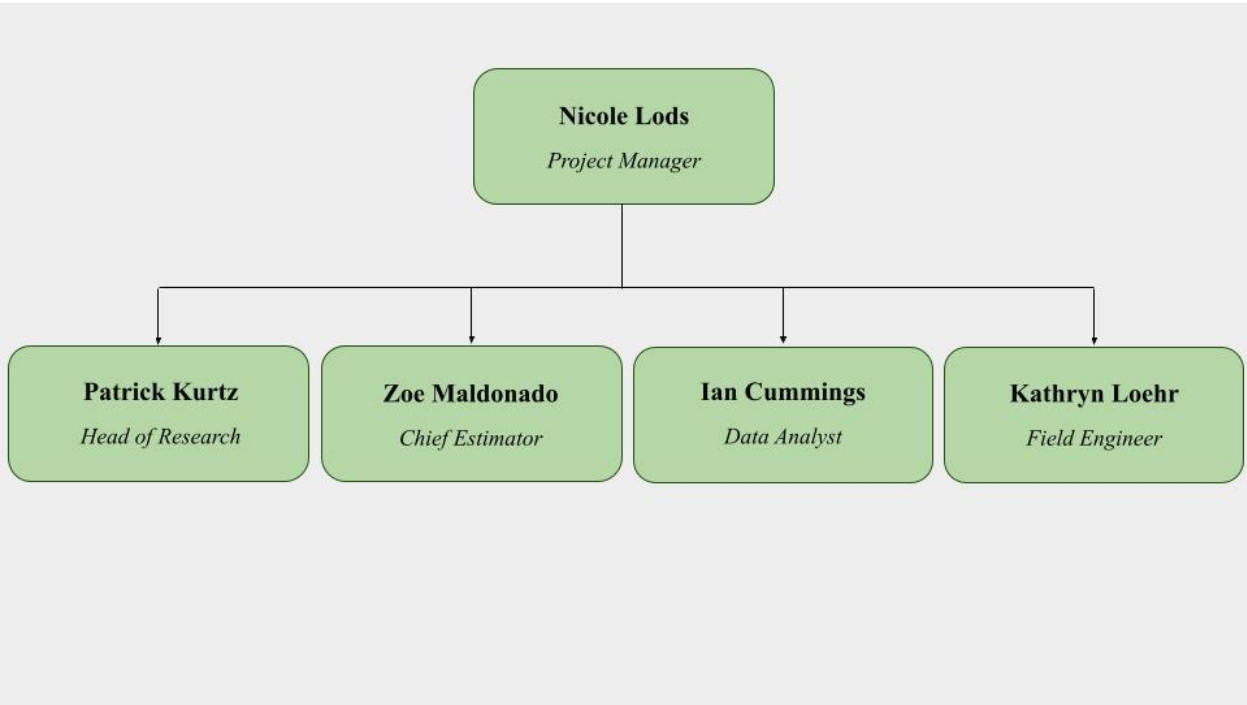 Nicole Lods
Project Manager
Patrick Kurtz
Head of Research
Zoe Maldonado
Chief Estimator
Ian Cummings
Data Analyst
Kathryn Loehr
Field Engineer